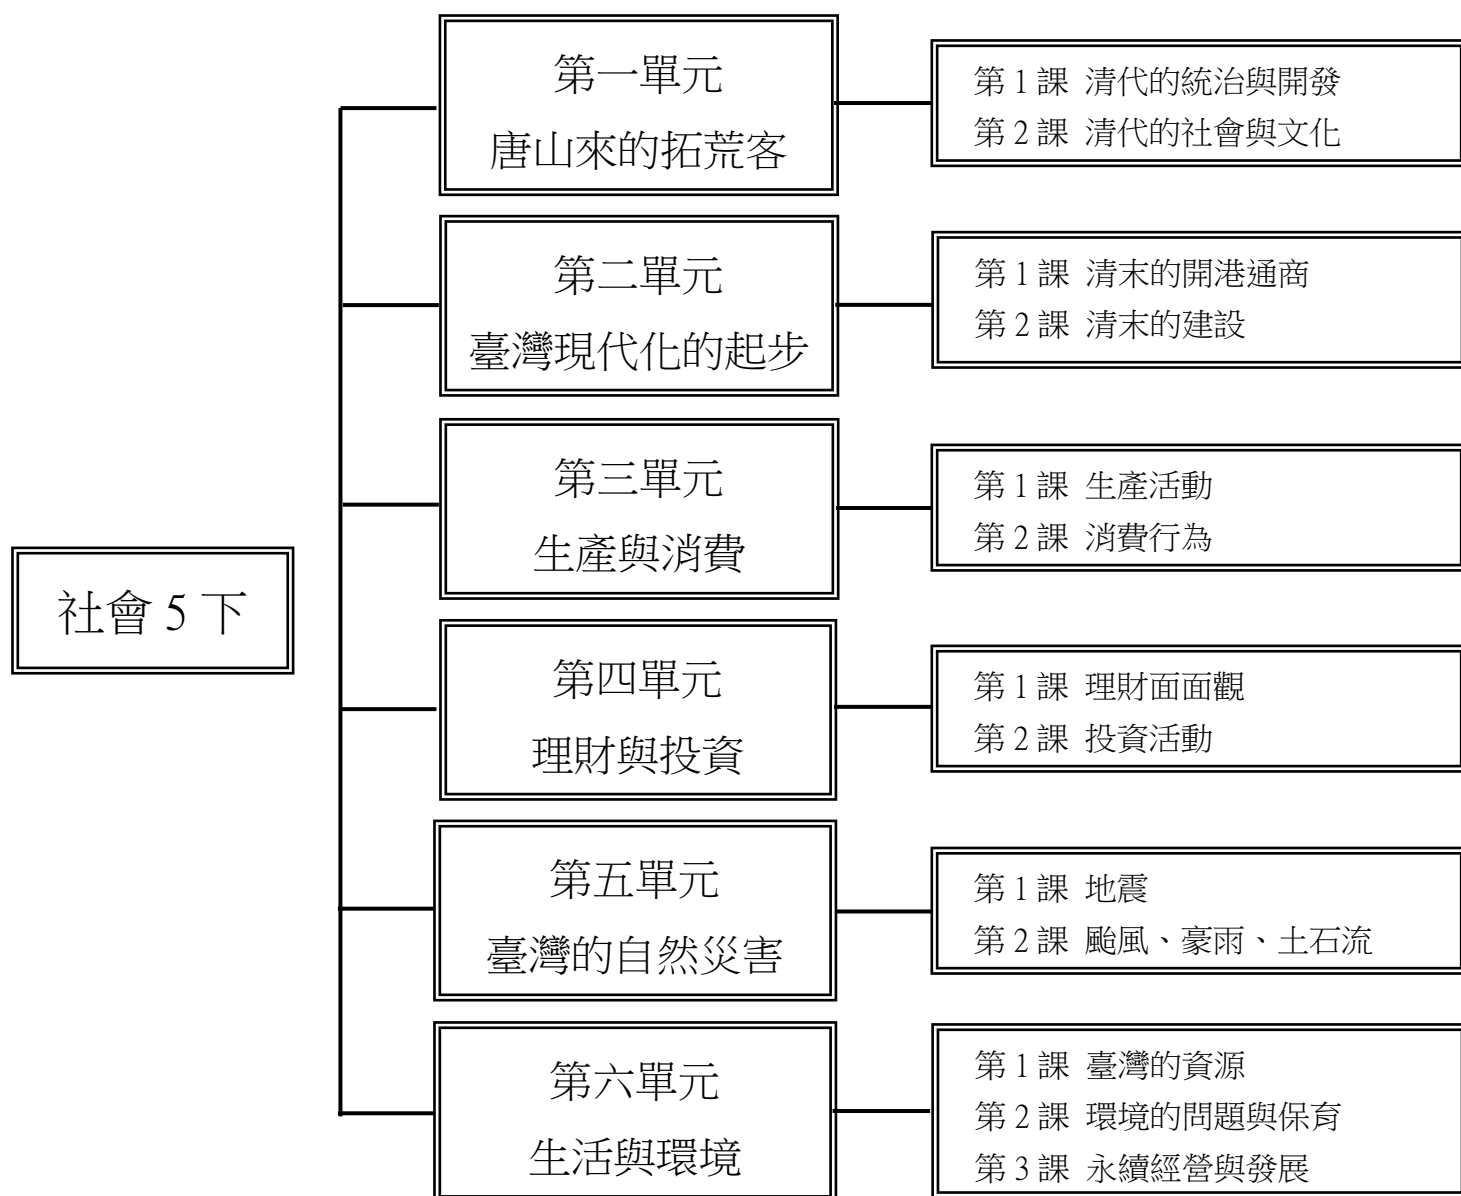 社會 5 下
第一單元
唐山來的拓荒客
第 1 課 清代的統治與開發
第 2 課 清代的社會與文化
第二單元
臺灣現代化的起步
第 1 課 清末的開港通商
第 2 課 清末的建設
第三單元
生產與消費
第 1 課 生產活動
第 2 課 消費行為
第四單元
理財與投資
第 1 課 理財面面觀
第 2 課 投資活動
第五單元
臺灣的自然災害
第 1 課 地震
第 2 課 颱風、豪雨、土石流
第六單元
生活與環境
第 1 課 臺灣的資源
第 2 課 環境的問題與保育
第 3 課 永續經營與發展